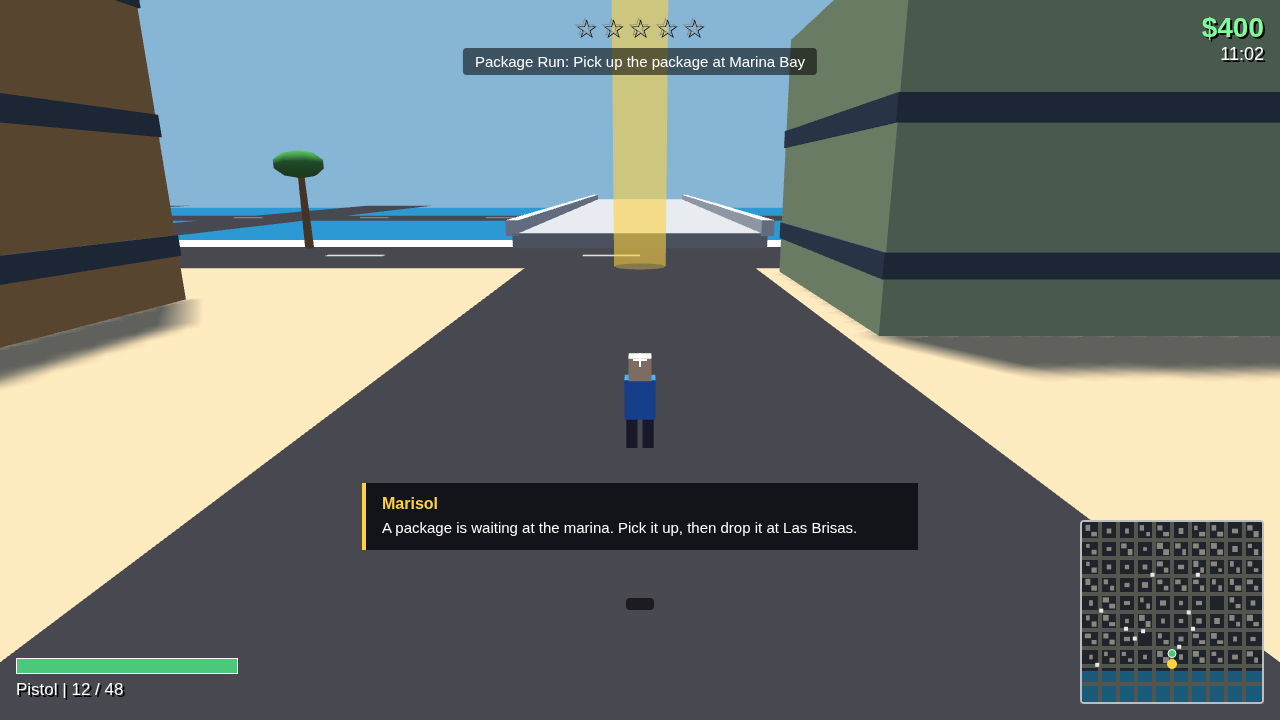 Package Run: Pick up the package at Marina Bay
$400
11:02
Marisol
A package is waiting at the marina. Pick it up, then drop it at Las Brisas.
Pistol | 12 / 48